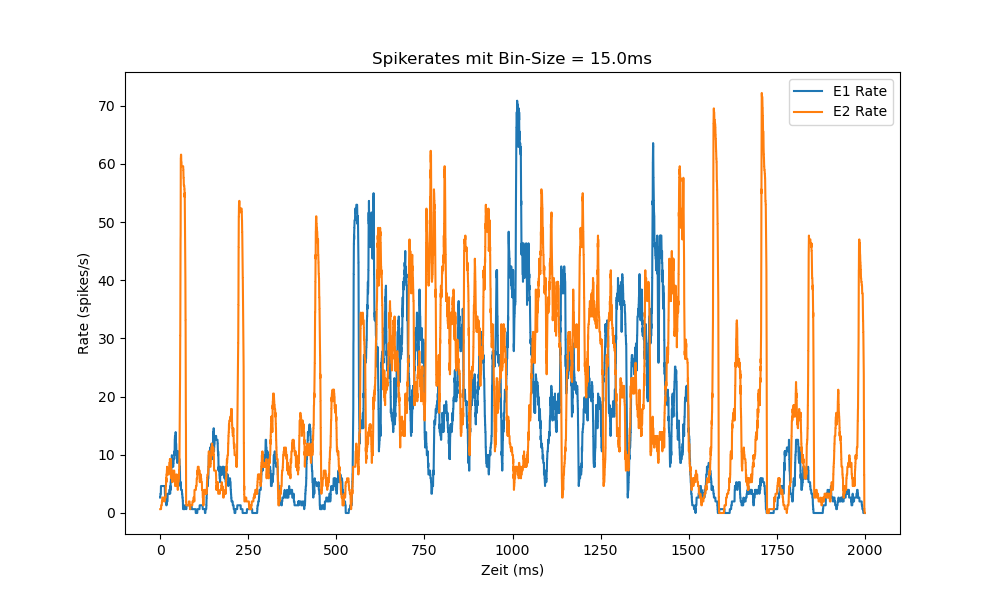 Spikerates mit Bin-Size = 15.0ms
E1 Rate
E2 Rate
Rate (spikes/s)
70
60
50
40
30
20
10
0
0 250 500 750 1000 1250 1500 1750 2000
Zeit (ms)